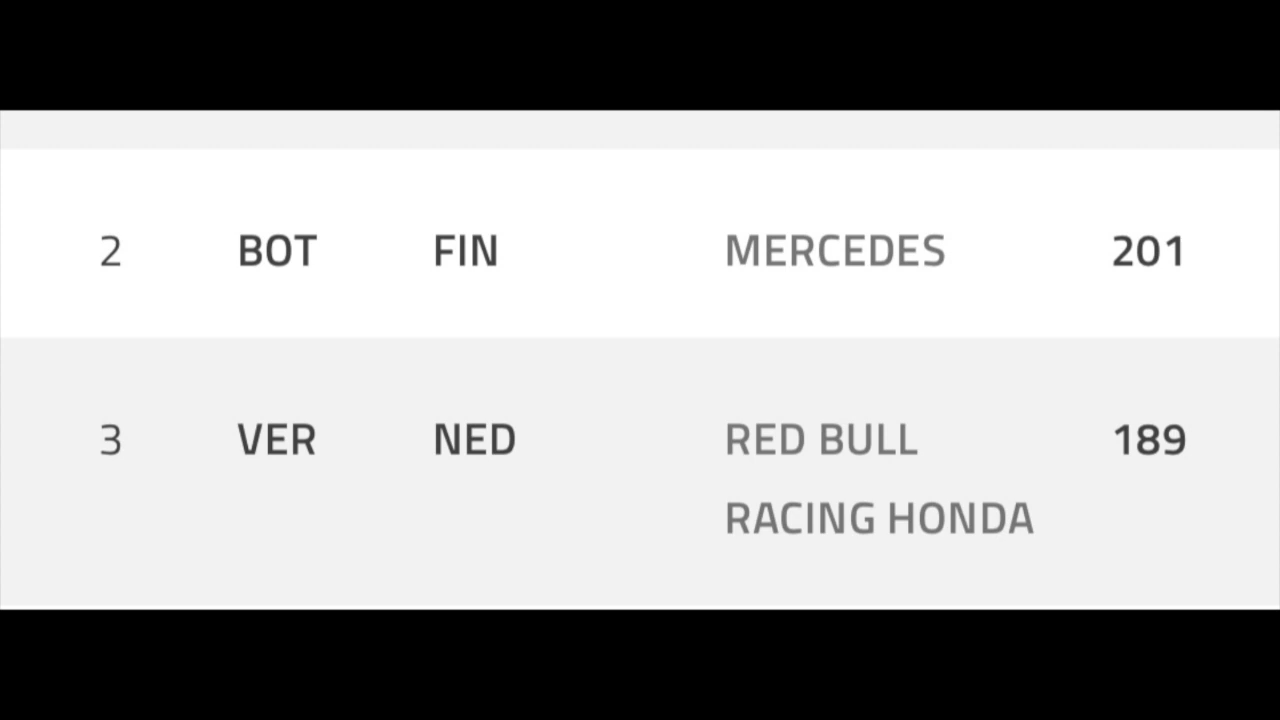 2 BOT FIN MERCEDES 201
3 VER NED RED BULL 189
RACING HONDA